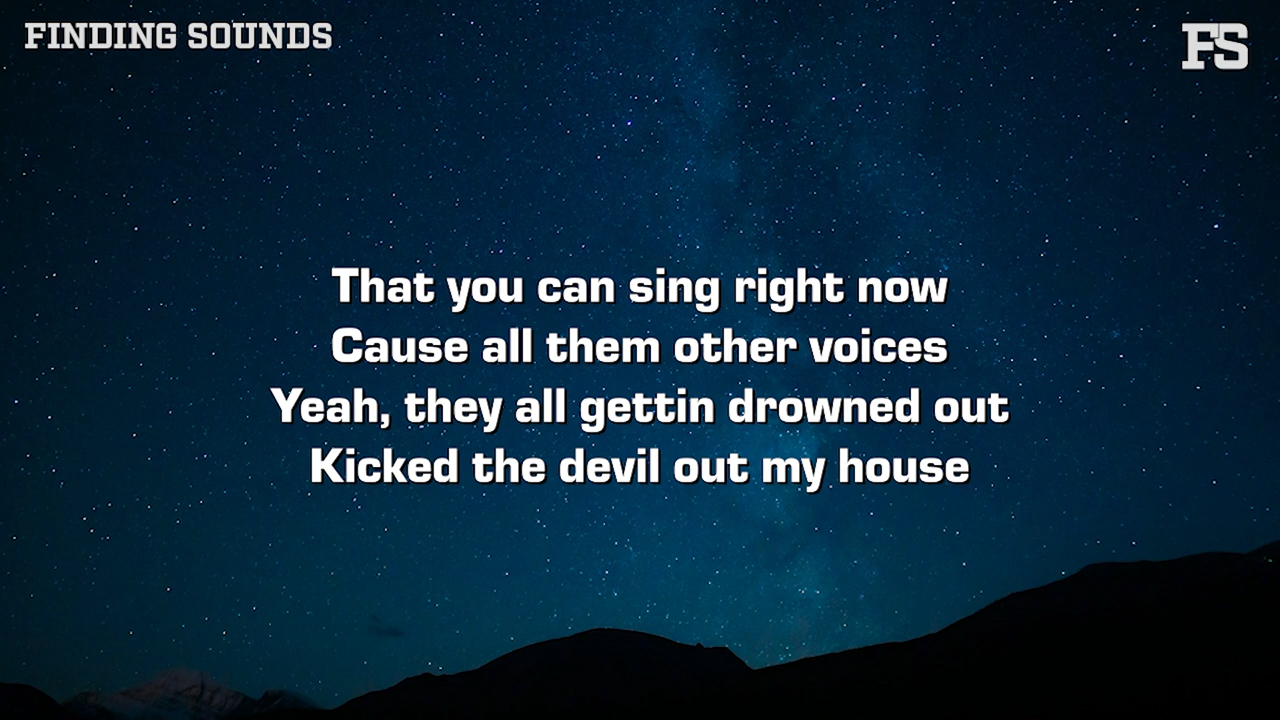 FINDING SOUNDS
FS
That you can sing right now
Cause all them other voices
Yeah, they all gettin drowned out
Kicked the devil out my house